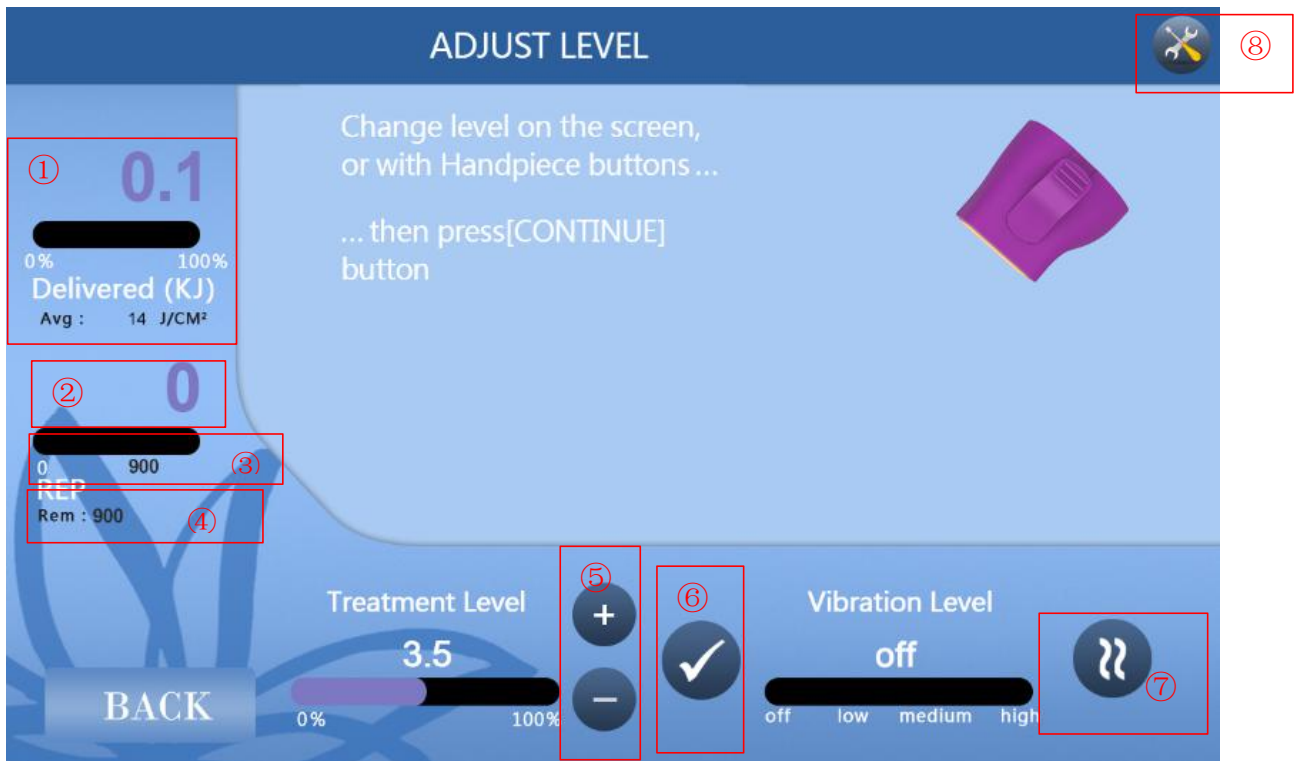 ADJUST LEVEL
⑧
Change level on the screen,
or with Handpiece buttons ...
... then press[CONTINUE]
button
①
0.1
0% 100%
Delivered (KJ)
Avg : 14 J/CM²
②
0
0 900
③
REP
Rem : 900
④
Treatment Level
3.5
0% 100%
⑤
+
−
⑥
Vibration Level
off
off low medium high
⑦
BACK